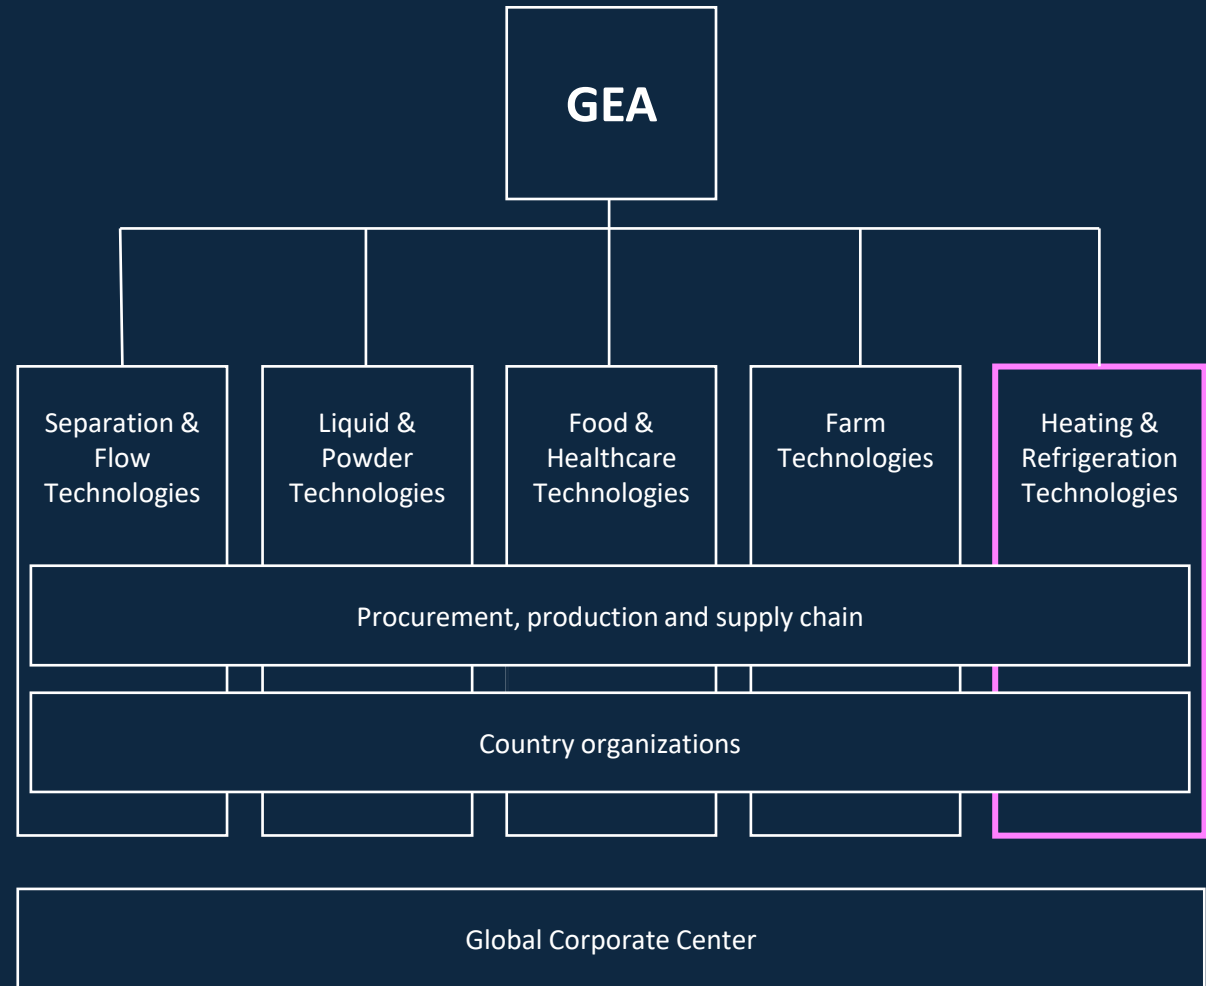 GEA
Separation &
Flow
Technologies
Liquid &
Powder
Technologies
Food &
Healthcare
Technologies
Farm
Technologies
Heating &
Refrigeration
Technologies
Procurement, production and supply chain
Country organizations
Global Corporate Center